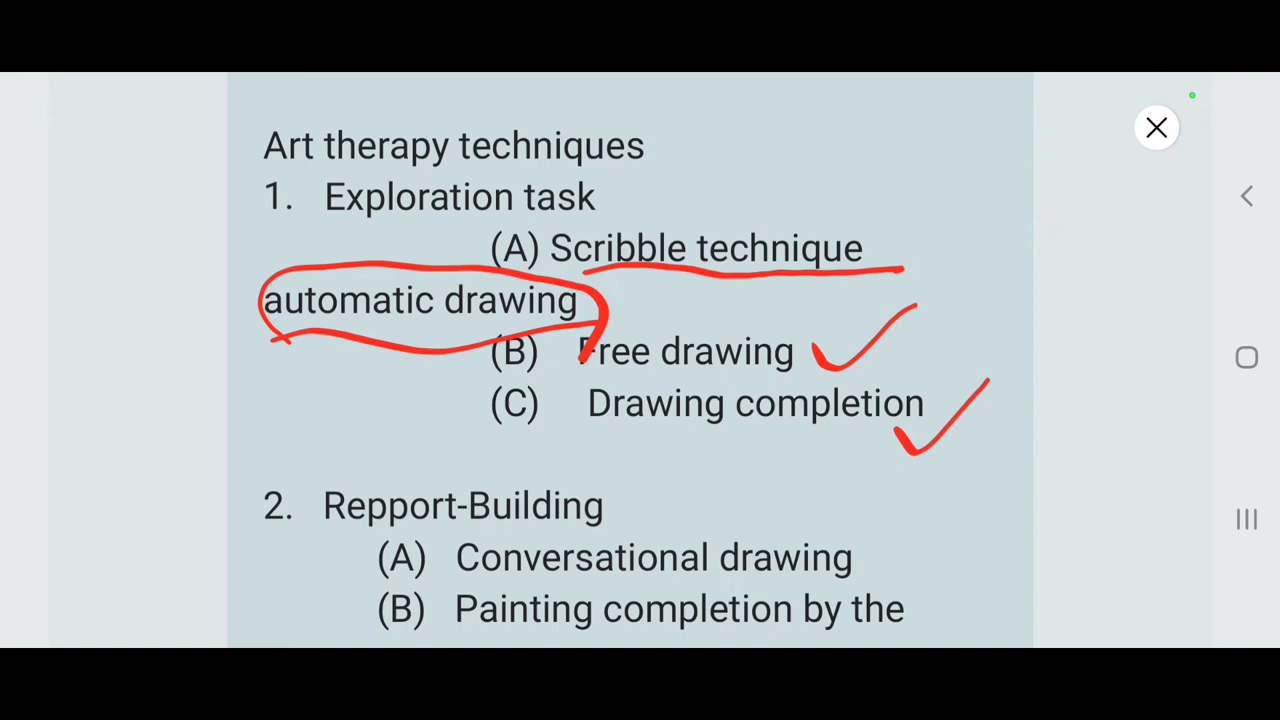 Art therapy techniques
1. Exploration task
(A) Scribble technique
automatic drawing
(B) Free drawing
(C) Drawing completion
2. Repport-Building
(A) Conversational drawing
(B) Painting completion by the